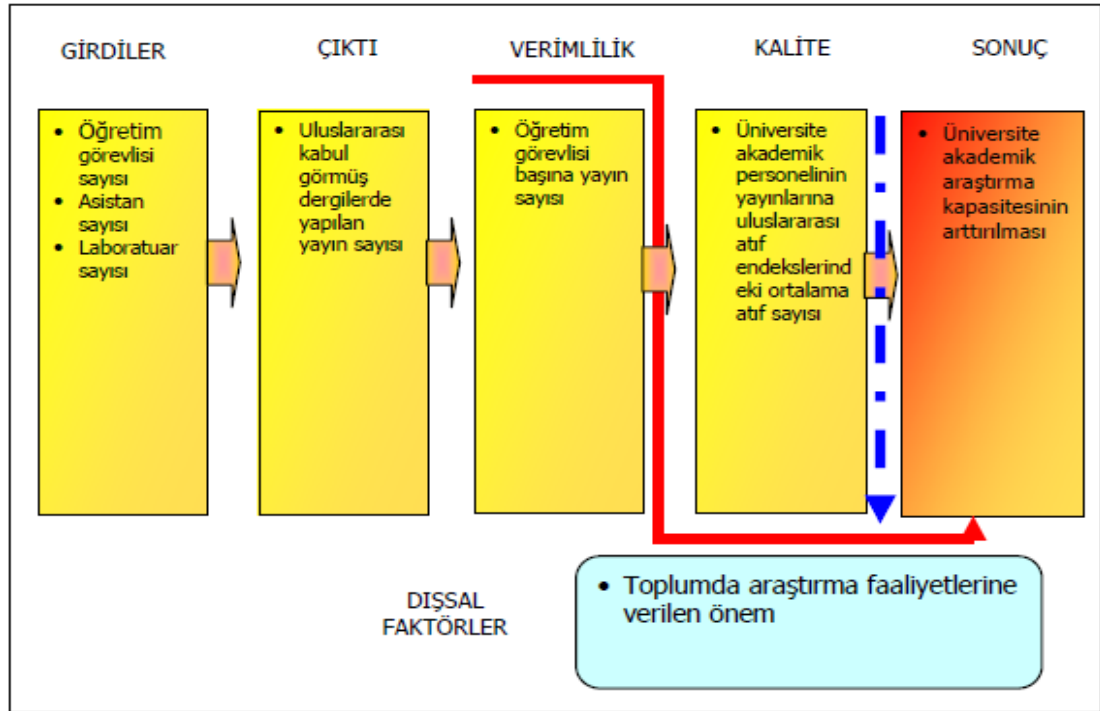 GİRDİLER
ÇIKTI
VERİMLİLİK
KALİTE
SONUÇ
• Öğretim
görevlisi
sayısı
• Asistan
sayısı
• Laboratuar
sayısı
• Uluslararası
kabul
görmüş
dergilerde
yapılan
yayın sayısı
• Öğretim
görevlisi
başına yayın
sayısı
• Üniversite
akademik
personelinin
yayınlarına
uluslararası
atıf
endekslerind
eki ortalama
atıf sayısı
• Üniversite
akademik
araştırma
kapasitesinin
arttırılması
DIŞSAL
FAKTÖRLER
• Toplumda araştırma faaliyetlerine
verilen önem